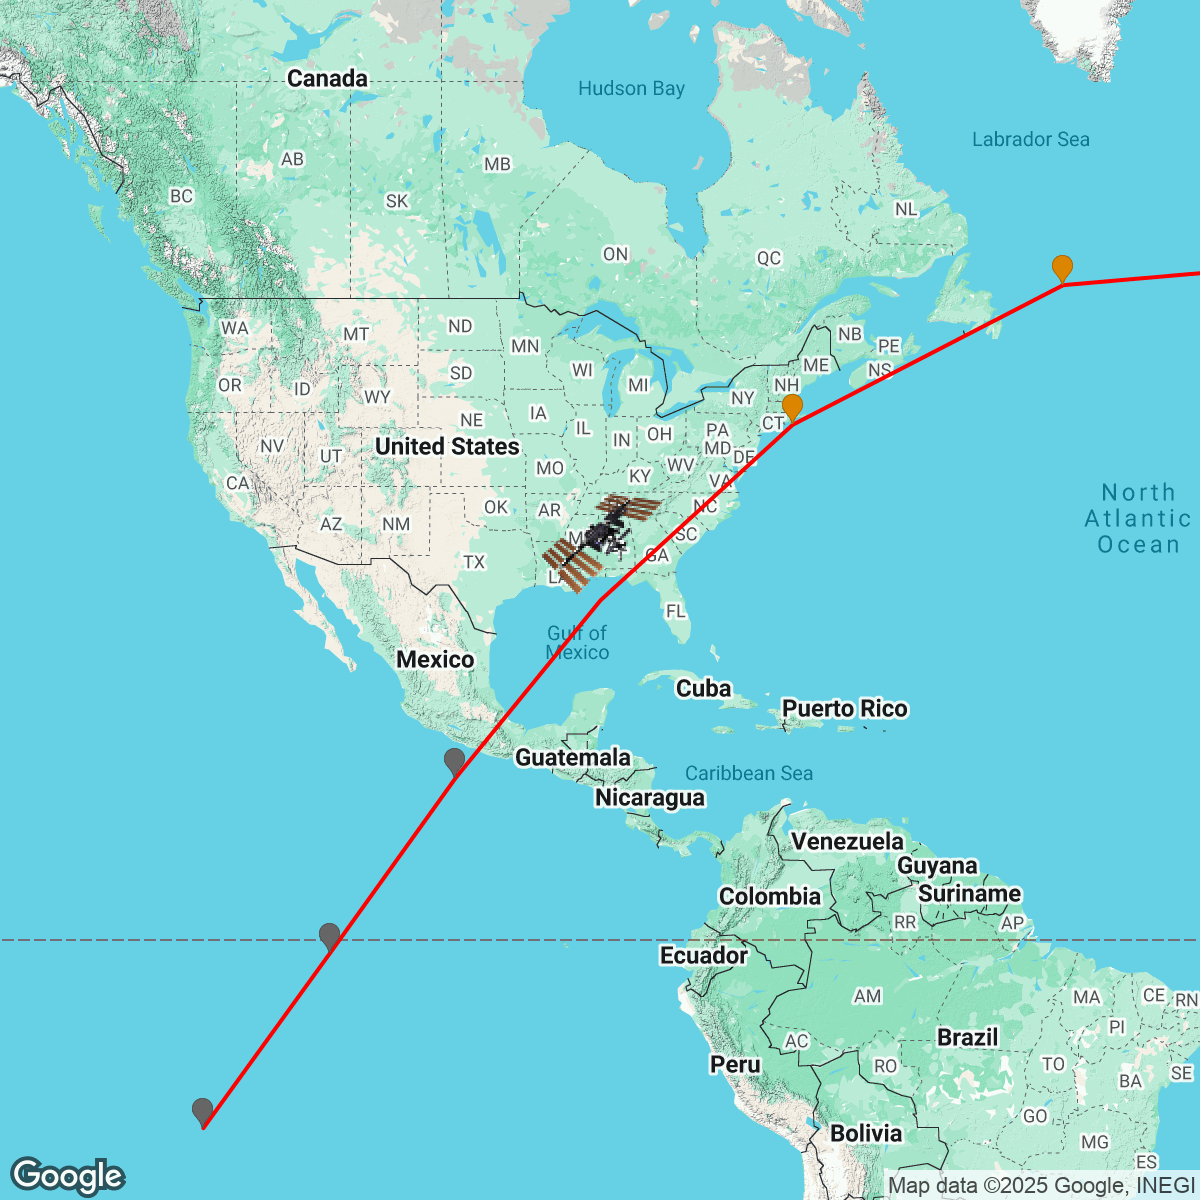 Canada
Hudson Bay
Labrador Sea
AB
MB
BC
SK
NL
ON
QC
WA
MT
ND
MN
NB
PE
ME
NS
OR
ID
WY
SD
WI
MI
NH
NY
CT
NE
IA
IL
IN
OH
PA
MD
DE
NV
UT
United States
MO
KY
WV
VA
CA
AZ
NM
OK
AR
NC
SC
GA
TX
FL
North
Atlantic
Ocean
Gulf of
Mexico
Mexico
Cuba
Puerto Rico
Guatemala
Caribbean Sea
Nicaragua
Venezuela
Guyana
Suriname
Colombia
RR
AP
Ecuador
AM
MA
CE
RN
PI
Peru
AC
RO
Brazil
TO
BA
SE
GO
Bolivia
MG
ES
Google
Map data ©2025 Google, INEGI